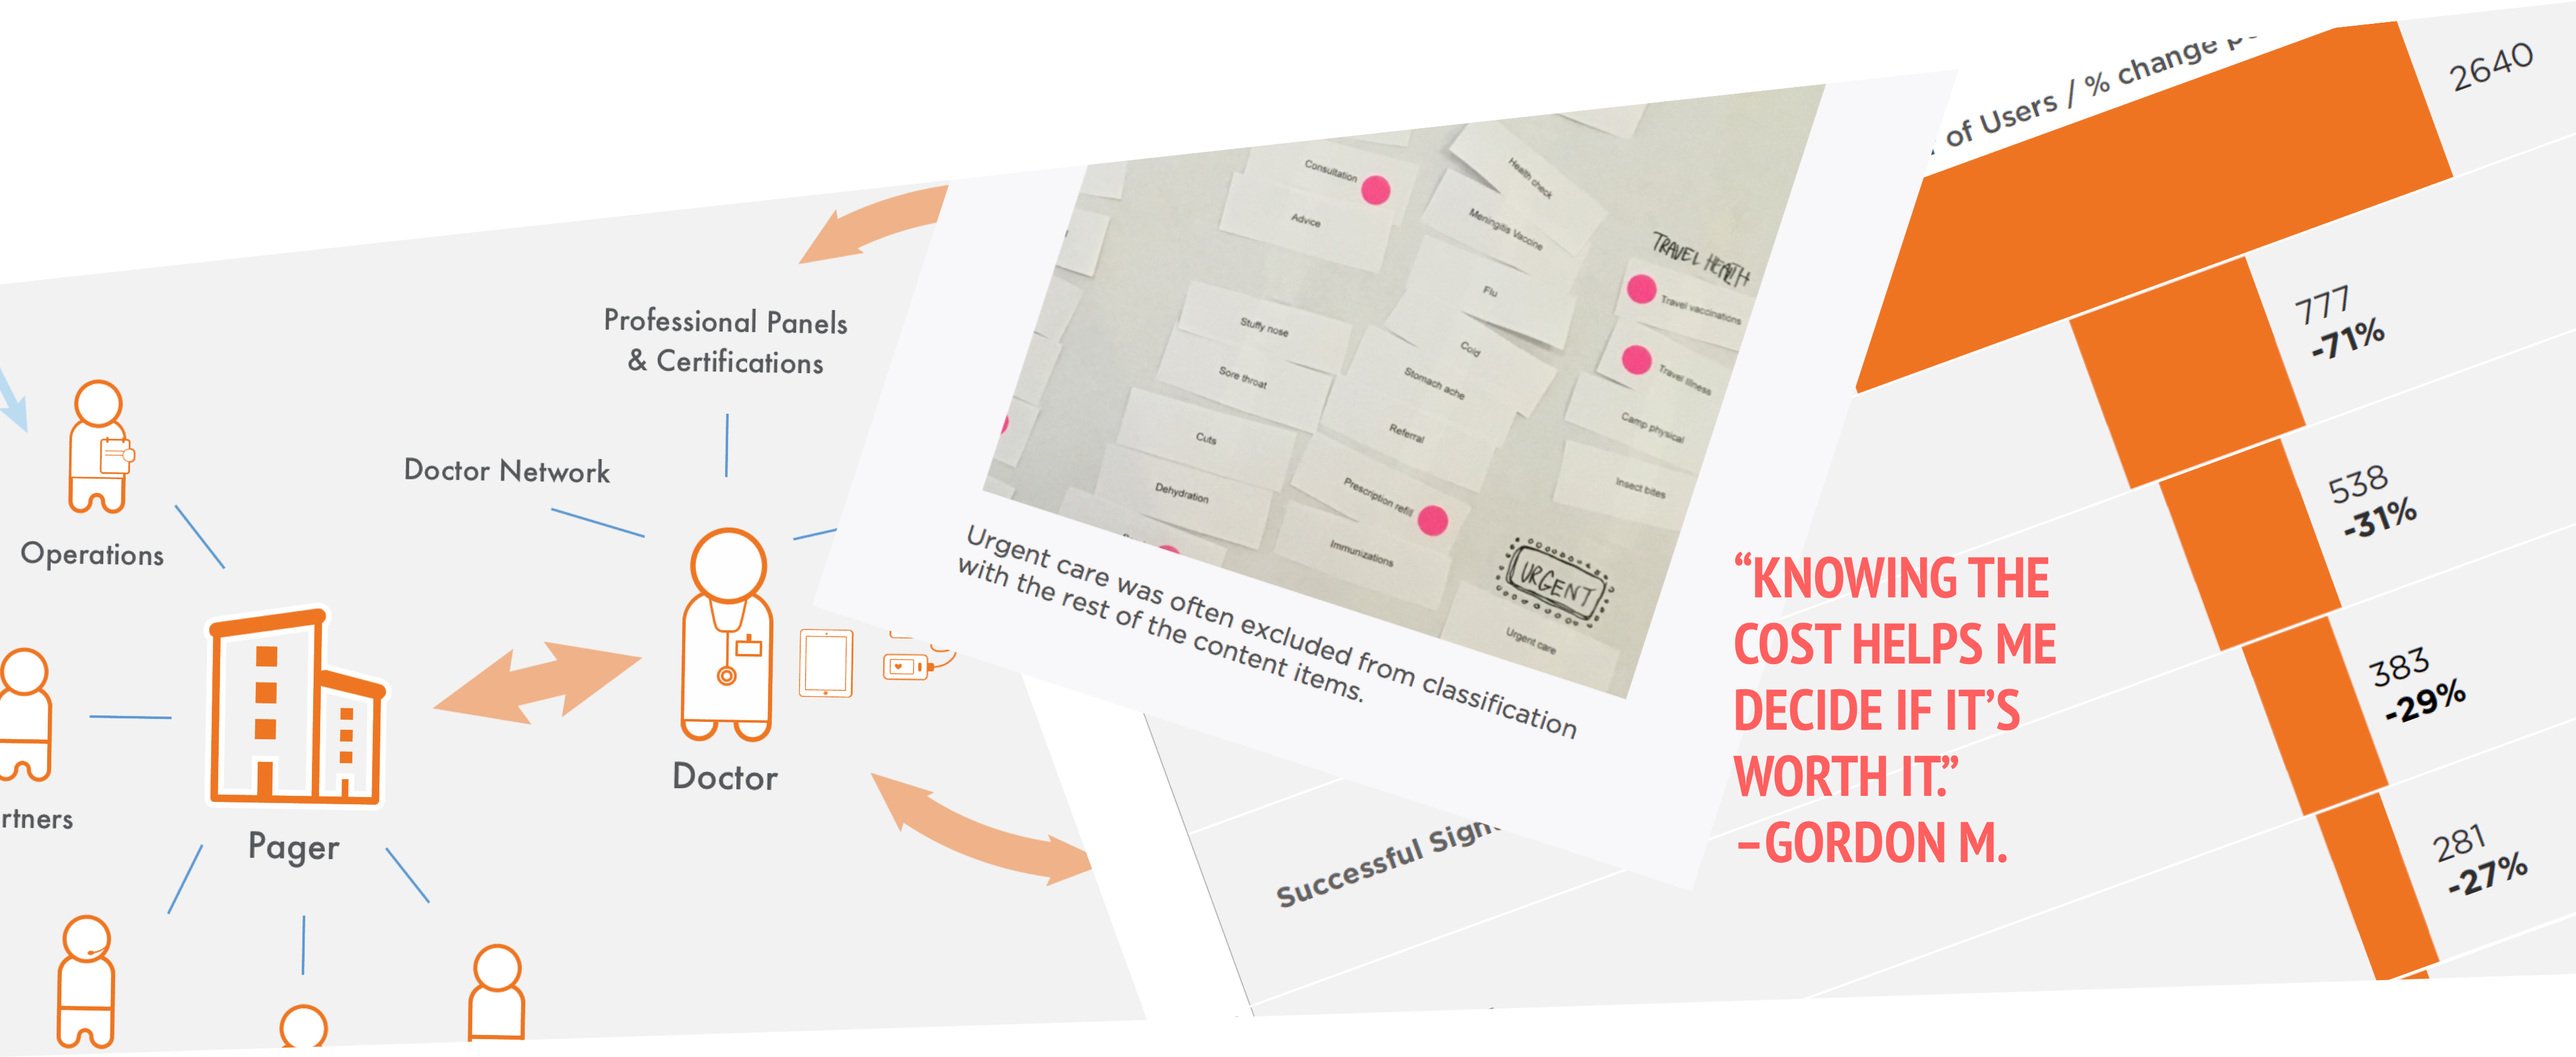 Professional Panels
& Certifications
Doctor Network
Operations
Doctor
Pager
Consultation
Advice
Health check
Meningitis Vaccine
Flu
Cold
Stomach ache
Referral
Prescription refill
Immunizations
Stuffy nose
Sore throat
Cuts
Dehydration
TRAVEL HEALTH
Travel vaccinations
Travel illness
Camp physical
Insect bites
URGENT
Urgent care
Urgent care was often excluded from classification
with the rest of the content items.
Successful
“KNOWING THE
COST HELPS ME
DECIDE IF IT’S
WORTH IT.”
–GORDON M.
of Users / % change
2640
777
-71%
538
-31%
383
-29%
281
-27%